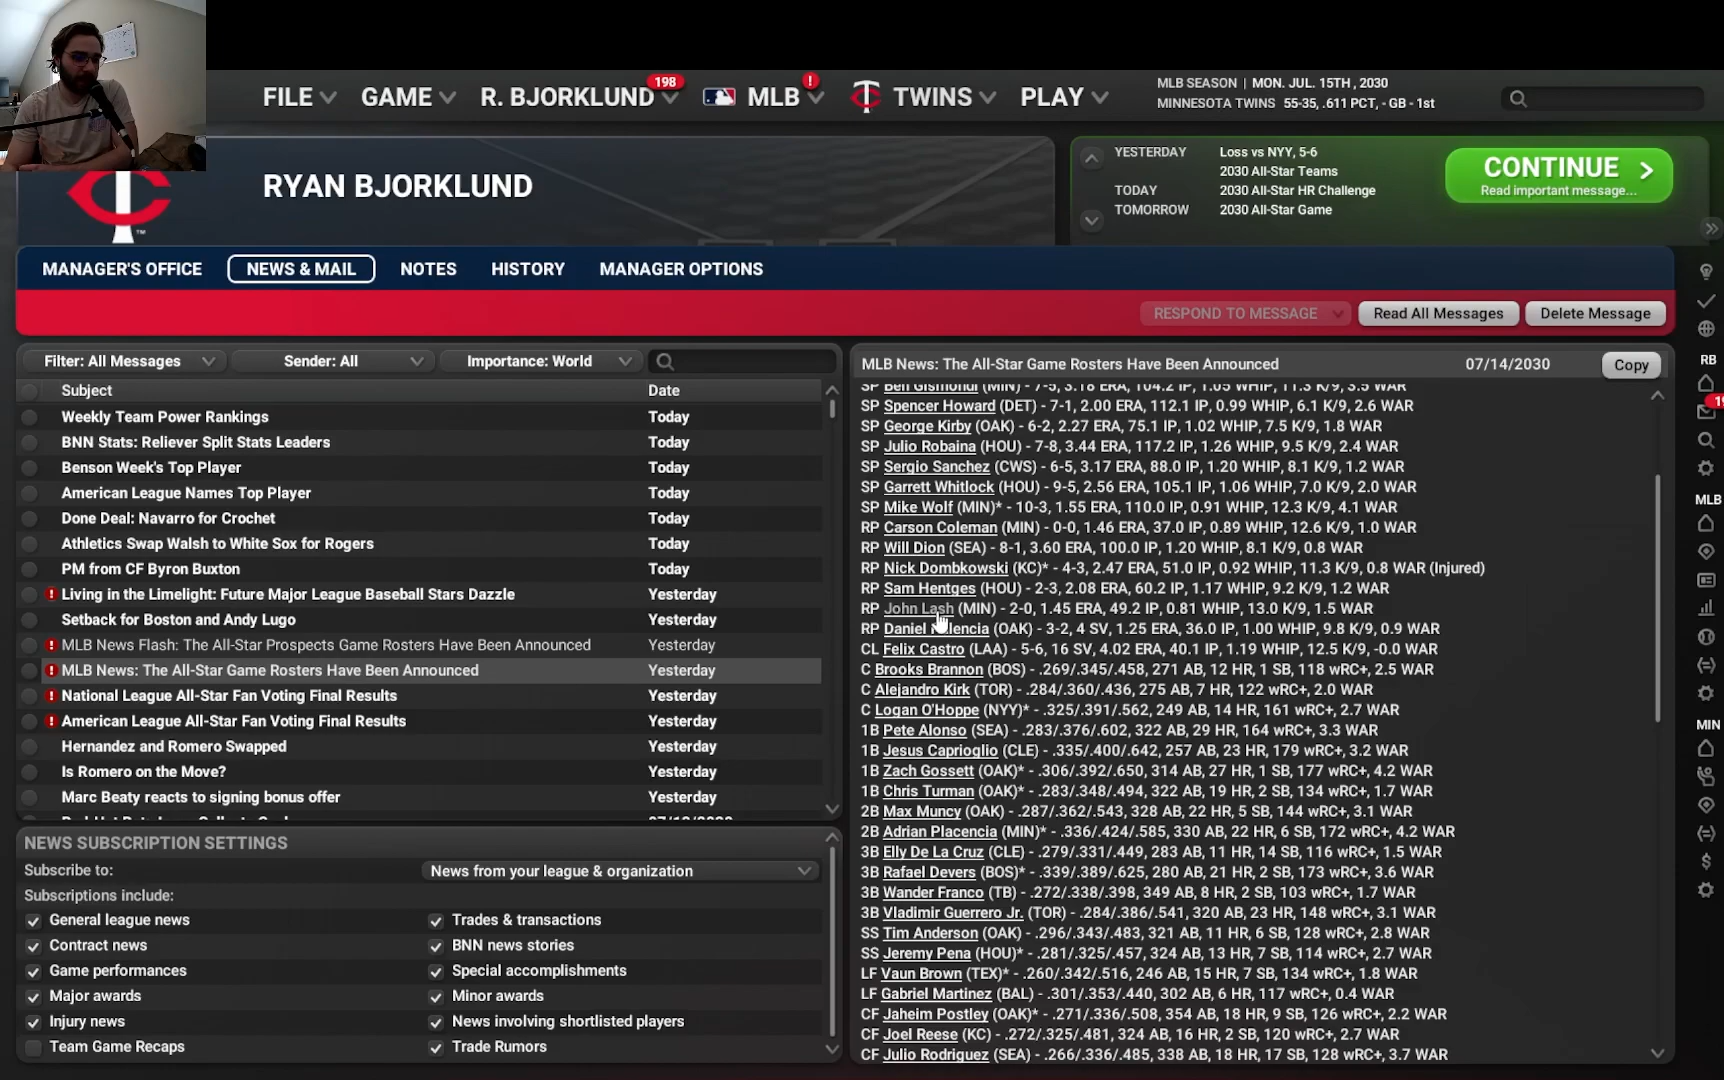 FILE
GAME
R. BJORKLUND
198
MLB
!
TWINS
PLAY
MLB SEASON | MON. JUL. 15TH , 2030
MINNESOTA TWINS 55-35, .611 PCT, - GB - 1st
RYAN BJORKLUND
YESTERDAY Loss vs NYY, 5-6
2030 All-Star Teams
TODAY 2030 All-Star HR Challenge
TOMORROW 2030 All-Star Game
CONTINUE
Read important message...
MANAGER'S OFFICE
NEWS & MAIL
NOTES
HISTORY
MANAGER OPTIONS
RESPOND TO MESSAGE
Read All Messages
Delete Message
Filter: All Messages
Sender: All
Importance: World
Subject Date
Weekly Team Power Rankings Today
BNN Stats: Reliever Split Stats Leaders Today
Benson Week's Top Player Today
American League Names Top Player Today
Done Deal: Navarro for Crochet Today
Athletics Swap Walsh to White Sox for Rogers Today
PM from CF Byron Buxton Today
! Living in the Limelight: Future Major League Baseball Stars Dazzle Yesterday
Setback for Boston and Andy Lugo Yesterday
! MLB News Flash: The All-Star Prospects Game Rosters Have Been Announced Yesterday
! MLB News: The All-Star Game Rosters Have Been Announced Yesterday
! National League All-Star Fan Voting Final Results Yesterday
! American League All-Star Fan Voting Final Results Yesterday
Hernandez and Romero Swapped Yesterday
Is Romero on the Move? Yesterday
Marc Beaty reacts to signing bonus offer Yesterday
NEWS SUBSCRIPTION SETTINGS
Subscribe to: News from your league & organization
Subscriptions include:
General league news Trades & transactions
Contract news BNN news stories
Game performances Special accomplishments
Major awards Minor awards
Injury news News involving shortlisted players
Team Game Recaps Trade Rumors
MLB News: The All-Star Game Rosters Have Been Announced 07/14/2030
Copy
SP Ben Gismondi (MIN) - 7-5, 3.18 ERA, 104.2 IP, 1.05 WHIP, 11.3 K/9, 3.5 WAR
SP Spencer Howard (DET) - 7-1, 2.00 ERA, 112.1 IP, 0.99 WHIP, 6.1 K/9, 2.6 WAR
SP George Kirby (OAK) - 6-2, 2.27 ERA, 75.1 IP, 1.02 WHIP, 7.5 K/9, 1.8 WAR
SP Julio Robaina (HOU) - 7-8, 3.44 ERA, 117.2 IP, 1.26 WHIP, 9.5 K/9, 2.4 WAR
SP Sergio Sanchez (CWS) - 6-5, 3.17 ERA, 88.0 IP, 1.20 WHIP, 8.1 K/9, 1.2 WAR
SP Garrett Whitlock (HOU) - 9-5, 2.56 ERA, 105.1 IP, 1.06 WHIP, 7.0 K/9, 2.0 WAR
SP Mike Wolf (MIN)* - 10-3, 1.55 ERA, 110.0 IP, 0.91 WHIP, 12.3 K/9, 4.1 WAR
RP Carson Coleman (MIN) - 0-0, 1.46 ERA, 37.0 IP, 0.89 WHIP, 12.6 K/9, 1.0 WAR
RP Will Dion (SEA) - 8-1, 3.60 ERA, 100.0 IP, 1.20 WHIP, 8.1 K/9, 0.8 WAR
RP Nick Dombkowski (KC)* - 4-3, 2.47 ERA, 51.0 IP, 0.92 WHIP, 11.3 K/9, 0.8 WAR (Injured)
RP Sam Hentges (HOU) - 2-3, 2.08 ERA, 60.2 IP, 1.17 WHIP, 9.2 K/9, 1.2 WAR
RP John Lash (MIN) - 2-0, 1.45 ERA, 49.2 IP, 0.81 WHIP, 13.0 K/9, 1.5 WAR
RP Daniel (OAK) - 3-2, 4 SV, 1.25 ERA, 36.0 IP, 1.00 WHIP, 9.8 K/9, 0.9 WAR
CL Felix Castro (LAA) - 5-6, 16 SV, 4.02 ERA, 40.1 IP, 1.19 WHIP, 12.5 K/9, -0.0 WAR
C Brooks Brannon (BOS) - .269/.345/.458, 271 AB, 12 HR, 1 SB, 118 wRC+, 2.5 WAR
C Alejandro Kirk (TOR) - .284/.360/.436, 275 AB, 7 HR, 122 wRC+, 2.0 WAR
C Logan O'Hoppe (NYY)* - .325/.391/.562, 249 AB, 14 HR, 161 wRC+, 2.7 WAR
1B Pete Alonso (SEA) - .283/.376/.602, 322 AB, 29 HR, 164 wRC+, 3.3 WAR
1B Jesus Caprioglio (CLE) - .335/.400/.642, 257 AB, 23 HR, 179 wRC+, 3.2 WAR
1B Zach Gossett (OAK)* - .306/.392/.650, 314 AB, 27 HR, 1 SB, 177 wRC+, 4.2 WAR
1B Chris Turman (OAK)* - .283/.348/.494, 322 AB, 19 HR, 2 SB, 134 wRC+, 1.7 WAR
2B Max Muncy (OAK) - .287/.362/.543, 328 AB, 22 HR, 5 SB, 144 wRC+, 3.1 WAR
2B Adrian Placencia (MIN)* - .336/.424/.585, 330 AB, 22 HR, 6 SB, 172 wRC+, 4.2 WAR
3B Elly De La Cruz (CLE) - .279/.331/.449, 283 AB, 11 HR, 14 SB, 116 wRC+, 1.5 WAR
3B Rafael Devers (BOS)* - .339/.389/.625, 280 AB, 21 HR, 2 SB, 173 wRC+, 3.6 WAR
3B Wander Franco (TB) - .272/.338/.398, 349 AB, 8 HR, 2 SB, 103 wRC+, 1.7 WAR
3B Vladimir Guerrero Jr. (TOR) - .284/.386/.541, 320 AB, 23 HR, 148 wRC+, 3.1 WAR
SS Tim Anderson (OAK) - .296/.343/.483, 321 AB, 11 HR, 6 SB, 128 wRC+, 2.8 WAR
SS Jeremy Pena (HOU)* - .281/.325/.457, 324 AB, 13 HR, 7 SB, 114 wRC+, 2.7 WAR
LF Vaun Brown (TEX)* - .260/.342/.516, 246 AB, 15 HR, 7 SB, 134 wRC+, 1.8 WAR
LF Gabriel Martinez (BAL) - .301/.353/.440, 302 AB, 6 HR, 117 wRC+, 0.4 WAR
CF Jaheim Postley (OAK)* - .271/.336/.508, 354 AB, 18 HR, 9 SB, 126 wRC+, 2.2 WAR
CF Joel Reese (KC) - .272/.325/.481, 324 AB, 16 HR, 2 SB, 120 wRC+, 2.7 WAR
CF Julio Rodriguez (SEA) - .266/.336/.485, 338 AB, 18 HR, 17 SB, 128 wRC+, 3.7 WAR
RB
MLB
MIN